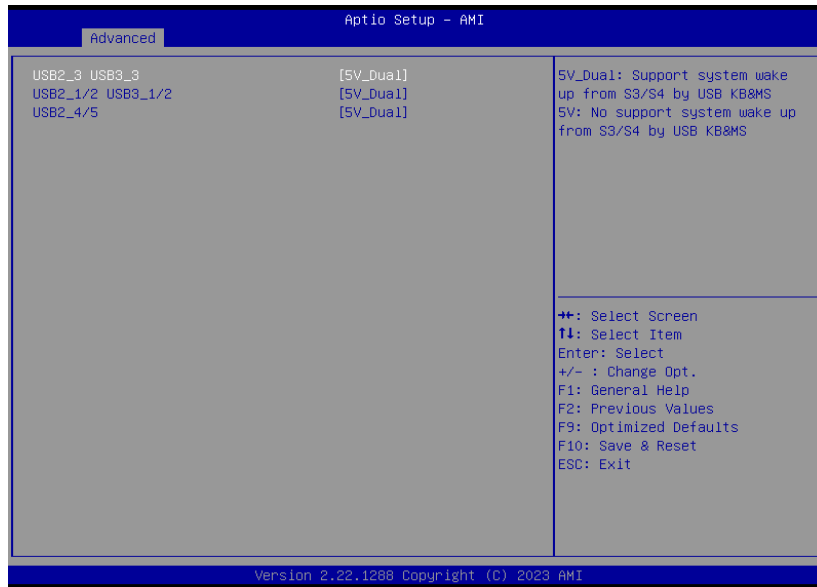 Aptio Setup – AMI
Advanced
USB2_3 USB3_3 [5V_Dual]
USB2_1/2 USB3_1/2 [5V_Dual]
USB2_4/5 [5V_Dual]
5V_Dual: Support system wake
up from S3/S4 by USB KB&MS
5V: No support system wake up
from S3/S4 by USB KB&MS
→←: Select Screen
↑↓: Select Item
Enter: Select
+/- : Change Opt.
F1: General Help
F2: Previous Values
F9: Optimized Defaults
F10: Save & Reset
ESC: Exit
Version 2.22.1288 Copyright (C) 2023 AMI